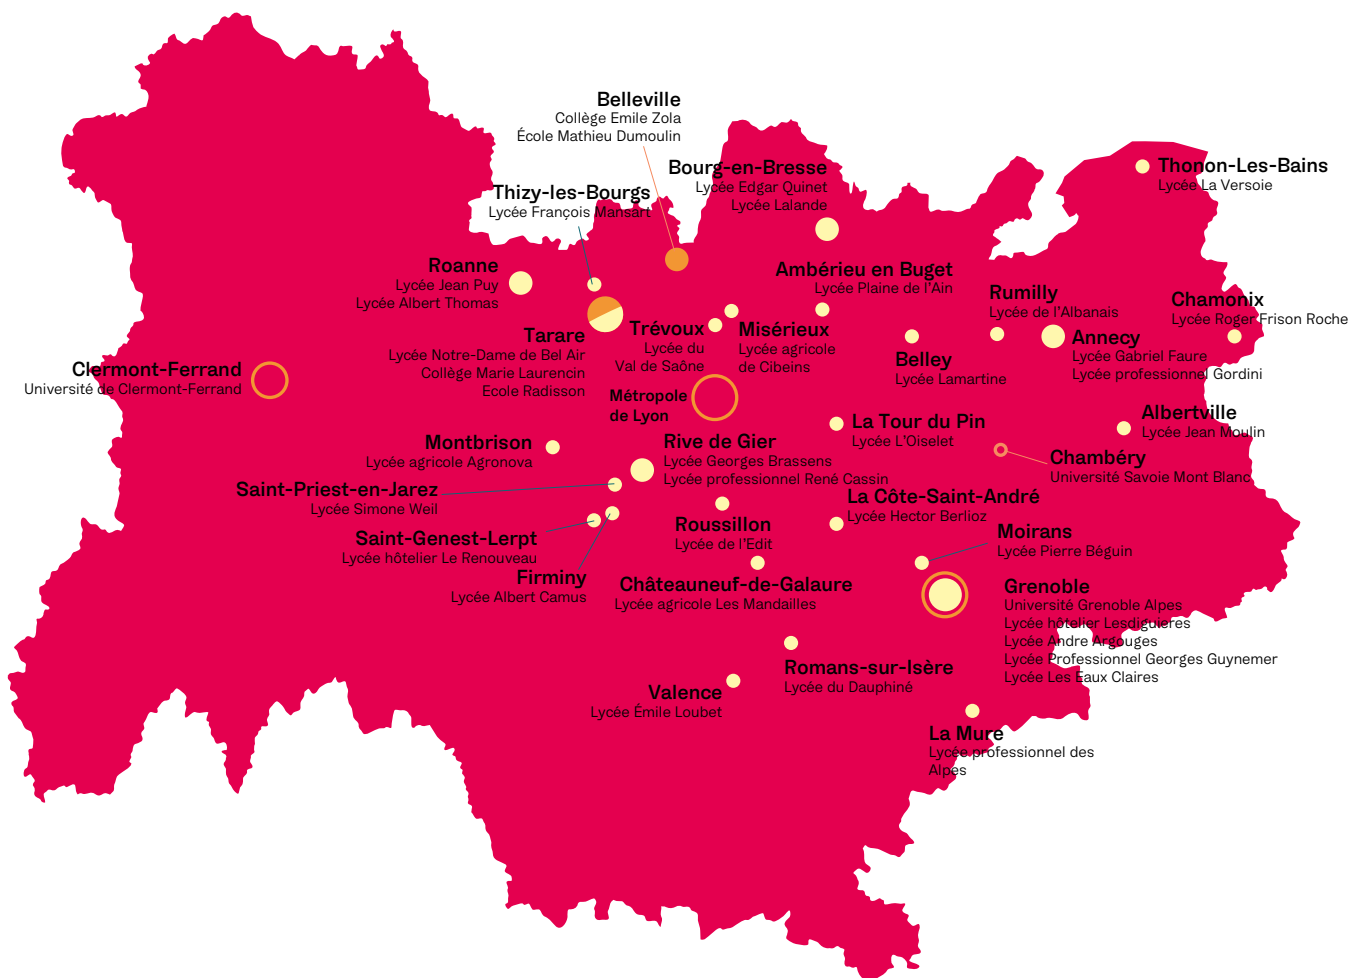 Belleville
Collège Emile Zola
École Mathieu Dumoulin
Bourg-en-Bresse
Lycée Edgar Quinet
Lycée Lalande
Thonon-Les-Bains
Lycée La Versoie
Thizy-les-Bourgs
Lycée François Mansart
Roanne
Lycée Jean Puy
Lycée Albert Thomas
Ambérieu en Buget
Lycée Plaine de l'Ain
Rumilly
Lycée de l'Albanais
Chamonix
Lycée Roger Frison Roche
Tarare
Lycée Notre-Dame de Bel Air
Collège Marie Laurencin
Ecole Radisson
Trévoux
Lycée du
Val de Saône
Misérieux
Lycée agricole
de Cibeins
Belley
Lycée Lamartine
Annecy
Lycée Gabriel Faure
Lycée professionnel Gordini
Clermont-Ferrand
Université de Clermont-Ferrand
Métropole
de Lyon
La Tour du Pin
Lycée L'Oiselet
Albertville
Lycée Jean Moulin
Montbrison
Lycée agricole Agronova
Rive de Gier
Lycée Georges Brassens
Lycée professionnel René Cassin
Chambéry
Université Savoie Mont Blanc
Saint-Priest-en-Jarez
Lycée Simone Weil
La Côte-Saint-André
Lycée Hector Berlioz
Saint-Genest-Lerpt
Lycée hôtelier Le Renouveau
Roussillon
Lycée de l'Edit
Moirans
Lycée Pierre Béguin
Firminy
Lycée Albert Camus
Châteauneuf-de-Galaure
Lycée agricole Les Mandailles
Grenoble
Université Grenoble Alpes
Lycée hôtelier Lesdiguieres
Lycée Andre Argouges
Lycée Professionnel Georges Guynemer
Lycée Les Eaux Claires
Romans-sur-Isère
Lycée du Dauphiné
Valence
Lycée Émile Loubet
La Mure
Lycée professionnel des
Alpes